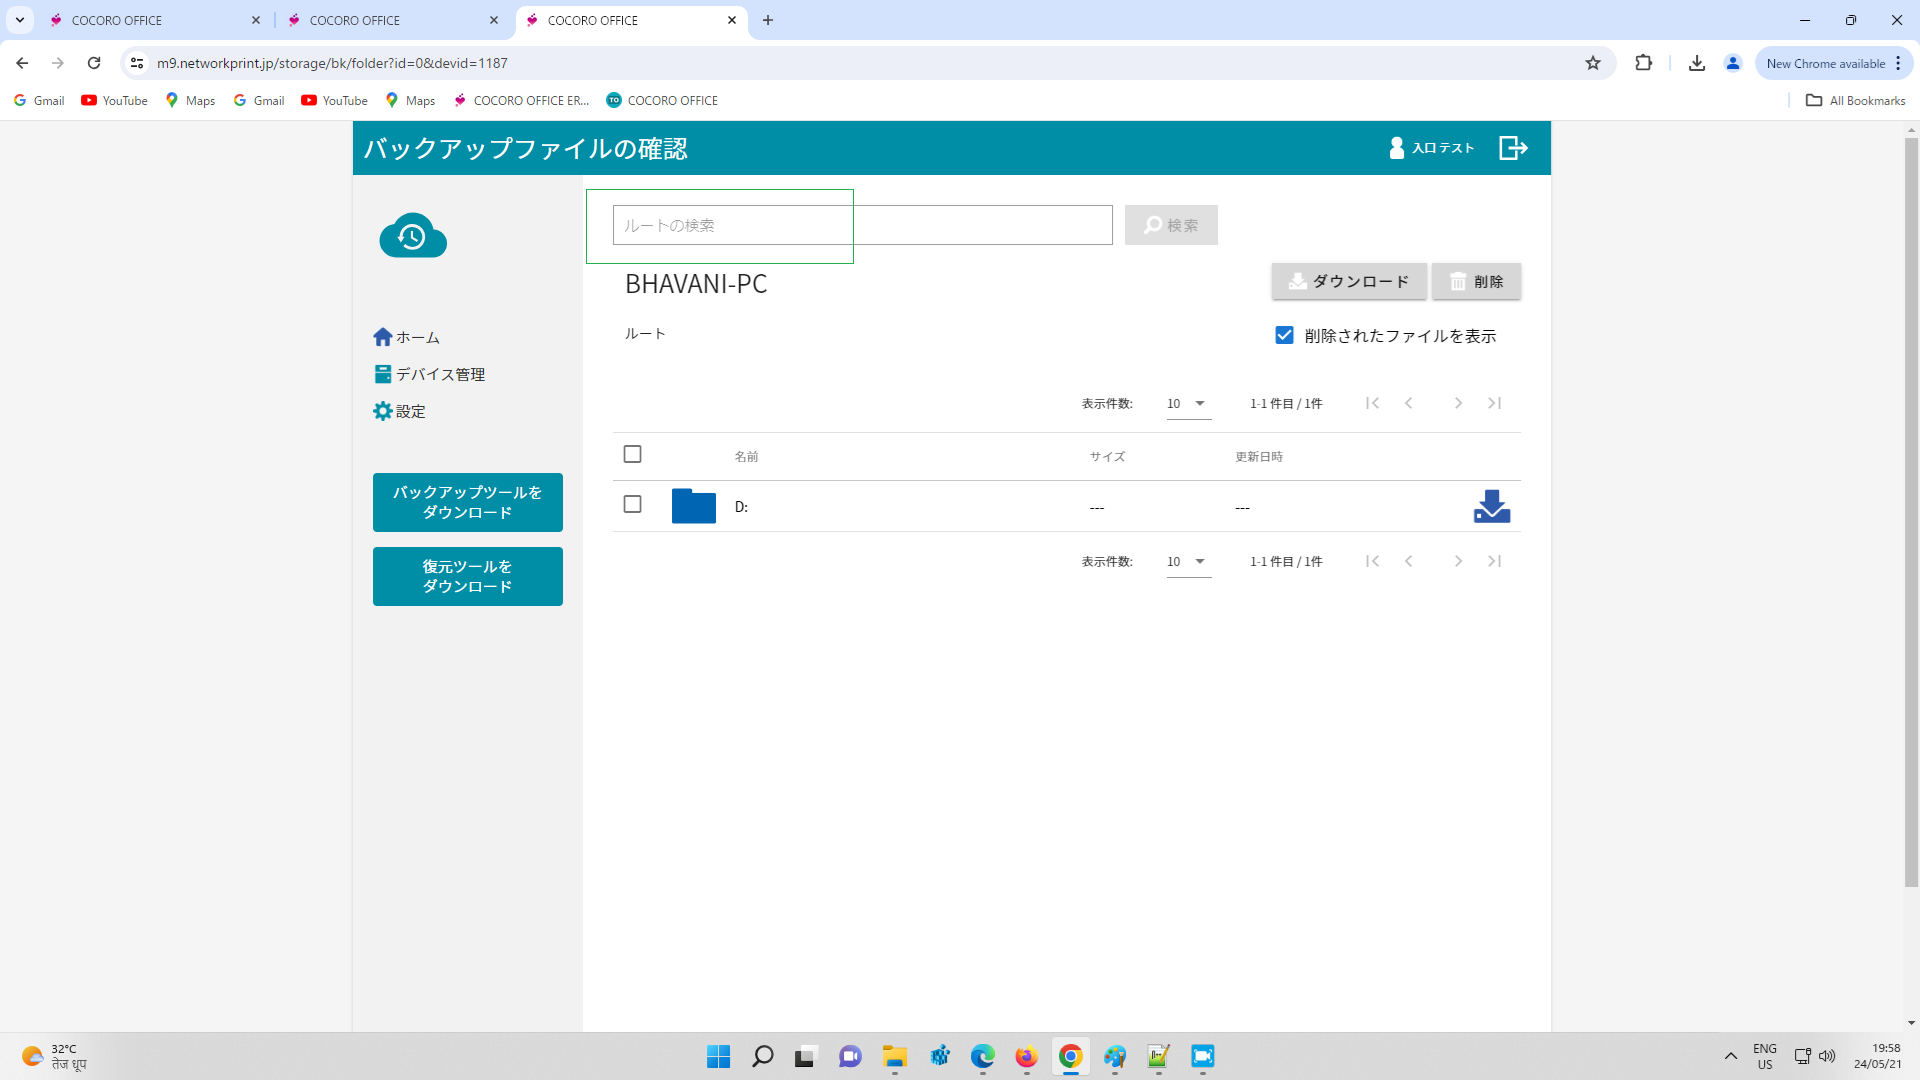 COCORO OFFICE
COCORO OFFICE
COCORO OFFICE
m9.networkprint.jp/storage/bk/folder?id=0&devid=1187
New Chrome available
Gmail
YouTube
Maps
Gmail
YouTube
Maps
COCORO OFFICE ER...
TO
COCORO OFFICE
All Bookmarks
バックアップファイルの確認
入口テスト
ルートの検索
検索
BHAVANI-PC
ダウンロード
削除
ルート
削除されたファイルを表示
ホーム
デバイス管理
設定
バックアップツールを
ダウンロード
復元ツールを
ダウンロード
表示件数:
10
1-1 件目 / 1件
名前
サイズ
更新日時
D:
---
---
表示件数:
10
1-1 件目 / 1件
32°C
तेज धूप
ENG
US
19:58
24/05/21